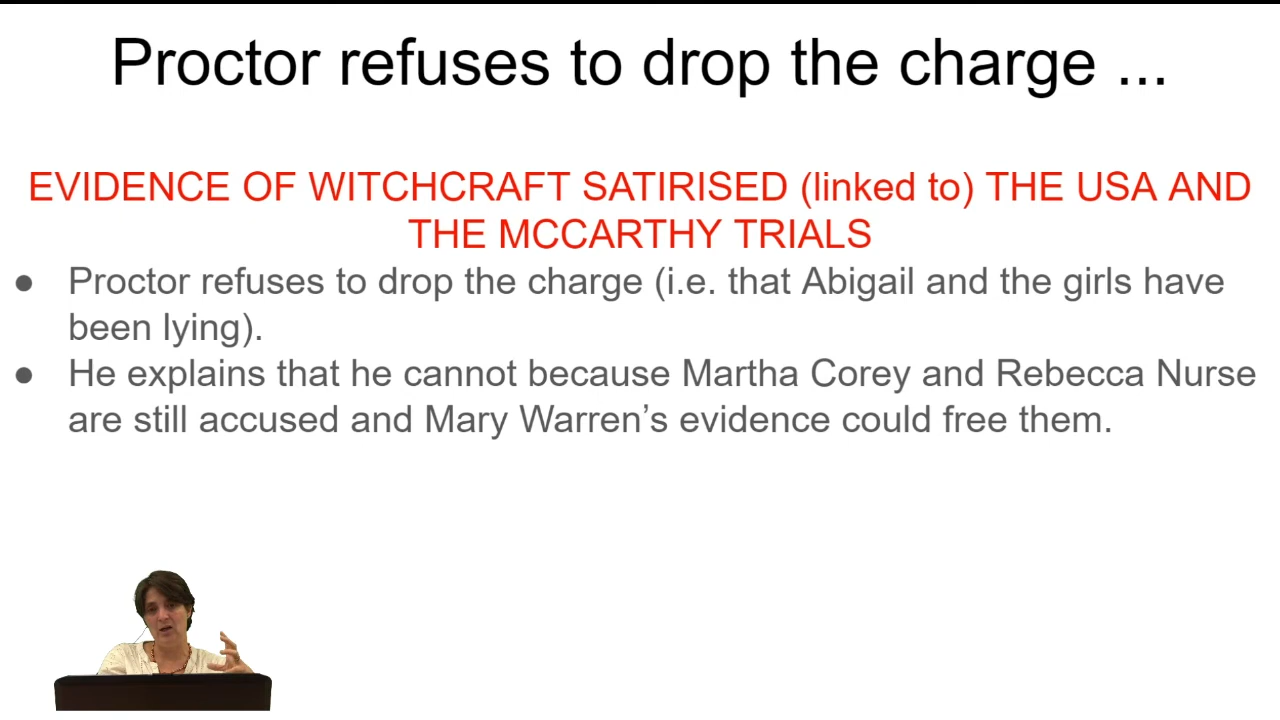 Proctor refuses to drop the charge ...
EVIDENCE OF WITCHCRAFT SATIRISED (linked to) THE USA AND
THE MCCARTHY TRIALS
● Proctor refuses to drop the charge (i.e. that Abigail and the girls have
been lying).
● He explains that he cannot because Martha Corey and Rebecca Nurse
are still accused and Mary Warren’s evidence could free them.